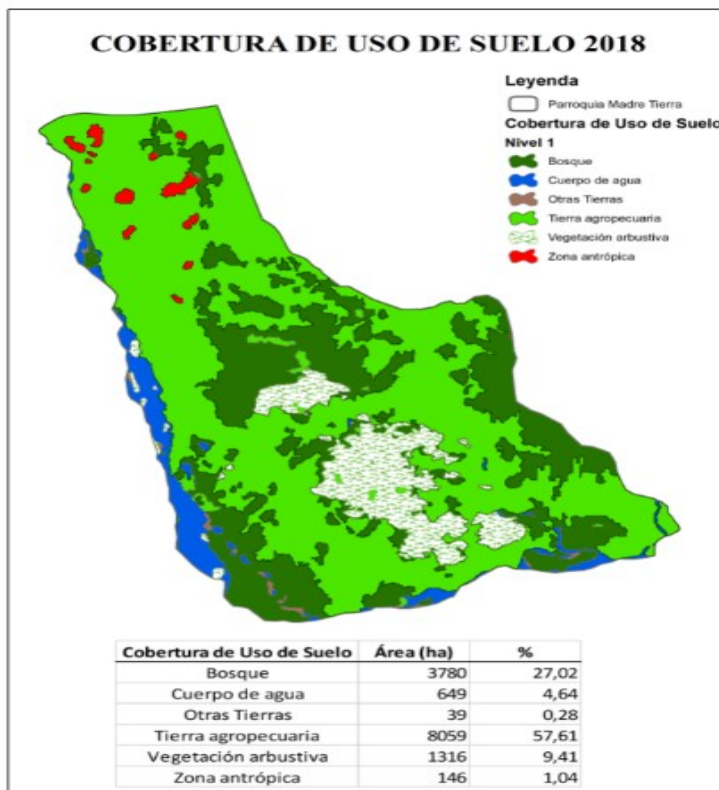 COBERTURA DE USO DE SUELO 2018
Leyenda
Parroquia Madre Tierra
Cobertura de Uso de Suelo
Nivel 1
Bosque
Cuerpo de agua
Otras Tierras
Tierra agropecuaria
Vegetación arbustiva
Zona antrópica
Cobertura de Uso de Suelo Área (ha) %
Bosque 3780 27,02
Cuerpo de agua 649 4,64
Otras Tierras 39 0,28
Tierra agropecuaria 8059 57,61
Vegetación arbustiva 1316 9,41
Zona antrópica 146 1,04